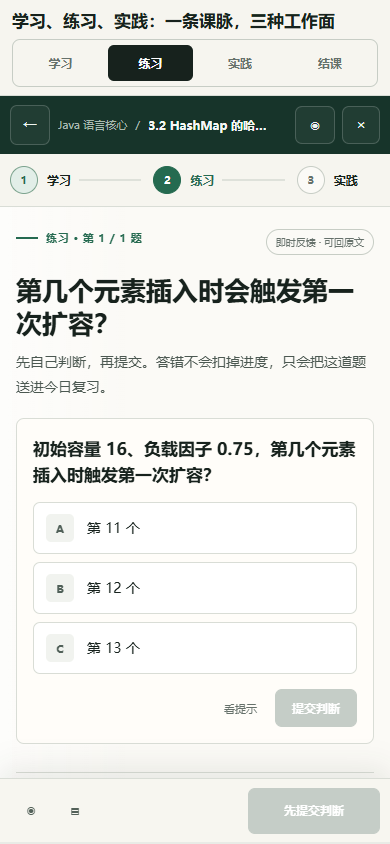 学习、练习、实践：一条课脉，三种工作面
学习 练习 实践 结课
← Java 语言核心 / 3.2 HashMap 的哈… ×
1 学习 2 练习 3 实践
练习 · 第 1 / 1 题 即时反馈 · 可回原文
第几个元素插入时会触发第一
次扩容？
先自己判断，再提交。答错不会扣掉进度，只会把这道题
送进今日复习。
初始容量 16、负载因子 0.75，第几个元素
插入时触发第一次扩容？
A 第 11 个
B 第 12 个
C 第 13 个
看提示 提交判断
先提交判断